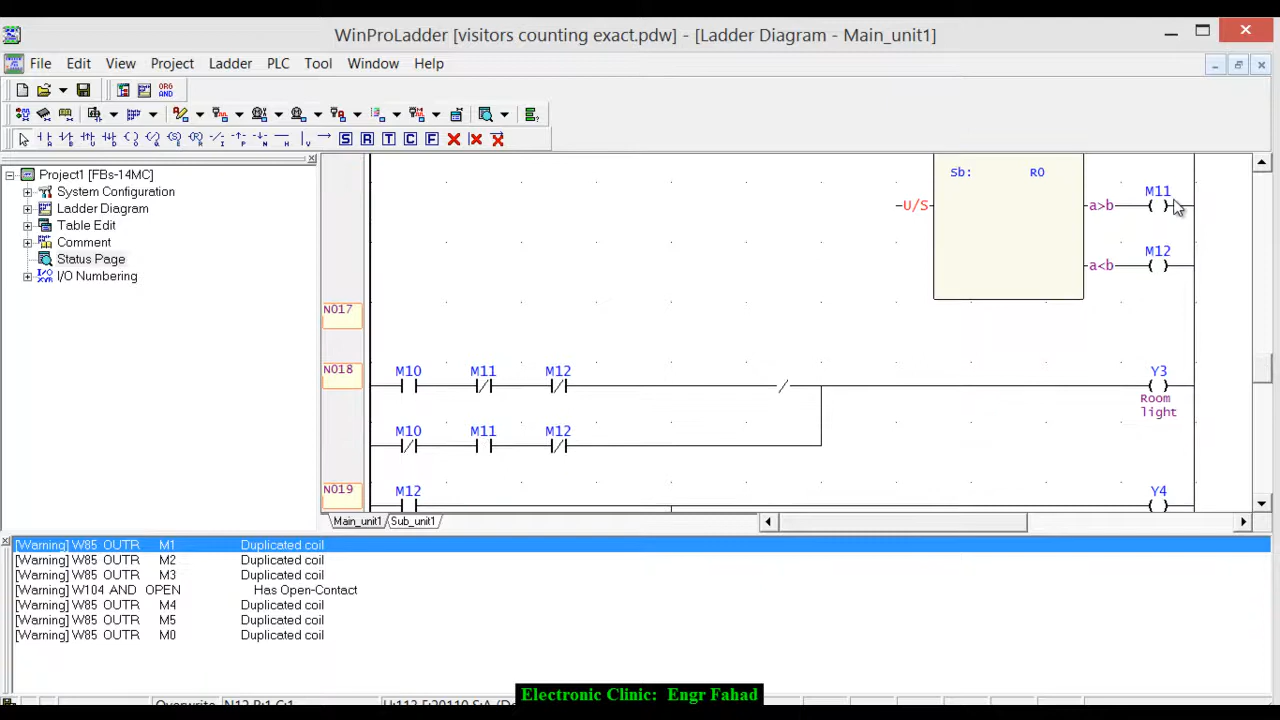 WinProLadder [visitors counting exact.pdw] - [Ladder Diagram - Main_unit1]
File Edit View Project Ladder PLC Tool Window Help
ORG
AND
S R T C F
Project1 [FBs-14MC]
System Configuration
Ladder Diagram
Table Edit
Comment
Status Page
I/O Numbering
Sb: R0
U/S
a>b
M11
a<b
M12
N017
N018
M10 M11 M12
Y3
Room
light
M10 M11 M12
N019
M12
Y4
Main_unit1 Sub_unit1
[Warning] W85 OUTR M1 Duplicated coil
[Warning] W85 OUTR M2 Duplicated coil
[Warning] W85 OUTR M3 Duplicated coil
[Warning] W104 AND OPEN Has Open-Contact
[Warning] W85 OUTR M4 Duplicated coil
[Warning] W85 OUTR M5 Duplicated coil
[Warning] W85 OUTR M0 Duplicated coil
Electronic Clinic: Engr Fahad